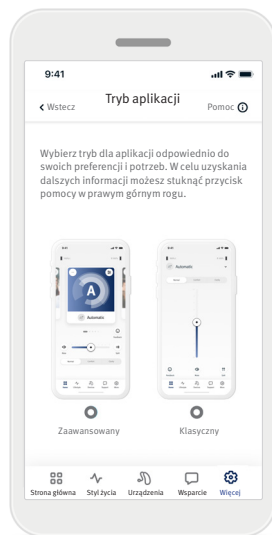 9:41
Wstecz
Tryb aplikacji
Pomoc
Wybierz tryb dla aplikacji odpowiednio do
swoich preferencji i potrzeb. W celu uzyskania
dalszych informacji możesz stuknąć przycisk
pomocy w prawym górnym rogu.
A
Automatic
Automatic
Zaawansowany
Klasyczny
Strona główna
Styl życia
Urządzenia
Wsparcie
Więcej